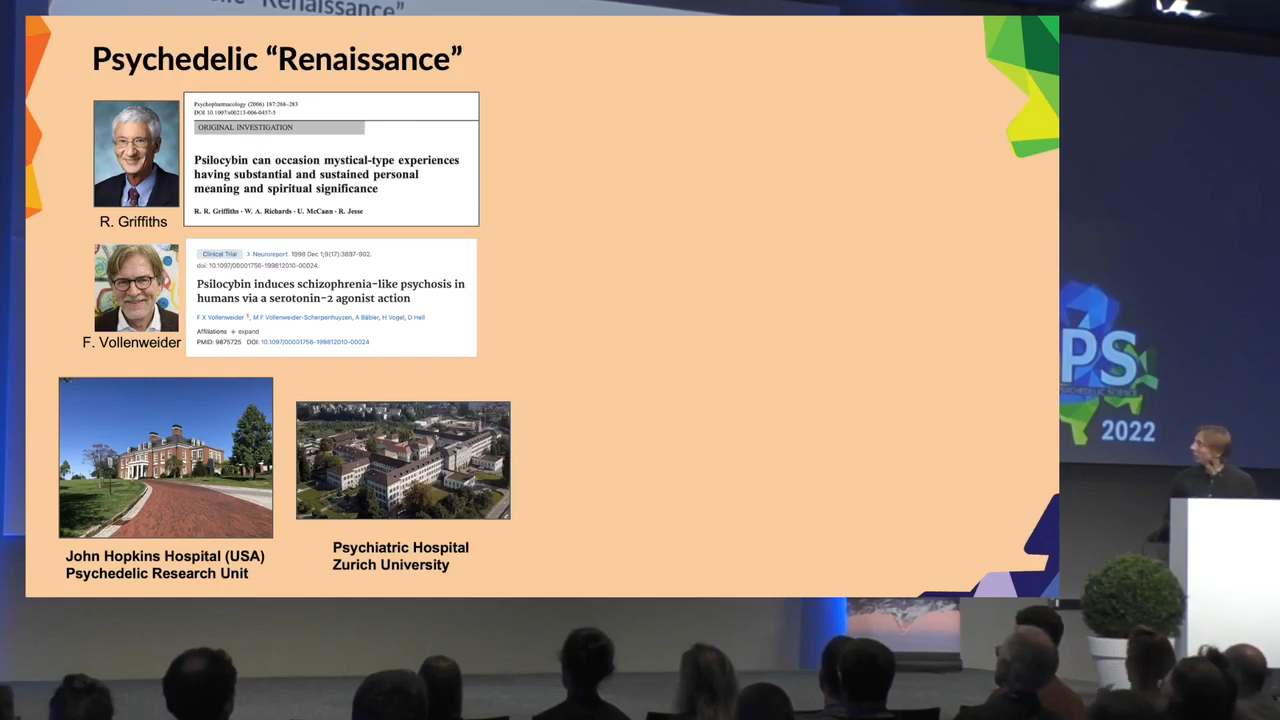 "Renaissance"
Psychedelic “Renaissance”
Psychopharmacology (2006) 187:268–283
DOI 10.1007/s00213-006-0457-5
ORIGINAL INVESTIGATION
Psilocybin can occasion mystical-type experiences
having substantial and sustained personal
meaning and spiritual significance
R. R. Griffiths · W. A. Richards · U. McCann · R. Jesse
R. Griffiths
Clinical Trial > Neuroreport. 1998 Dec 1;9(17):3897-902.
doi: 10.1097/00001756-199812010-00024.
Psilocybin induces schizophrenia-like psychosis in
humans via a serotonin-2 agonist action
F X Vollenweider 1, M F Vollenweider-Scherpenhuyzen, A Bäbler, H Vogel, D Hell
Affiliations + expand
PMID: 9875725 DOI: 10.1097/00001756-199812010-00024
F. Vollenweider
John Hopkins Hospital (USA)
Psychedelic Research Unit
Psychiatric Hospital
Zurich University
PS
2022